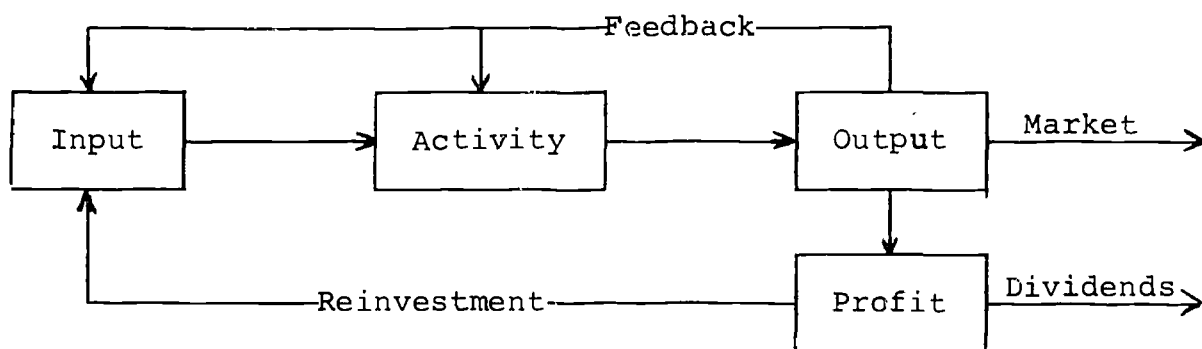 Feedback
Input
Activity
Output
Market
Reinvestment
Profit
Dividends